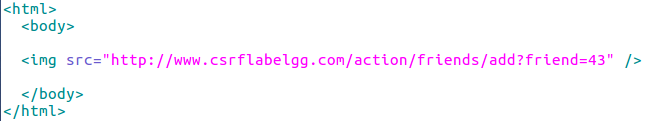 <html>
<body>
<img src="http://www.csrflabelgg.com/action/friends/add?friend=43" />
</body>
</html>